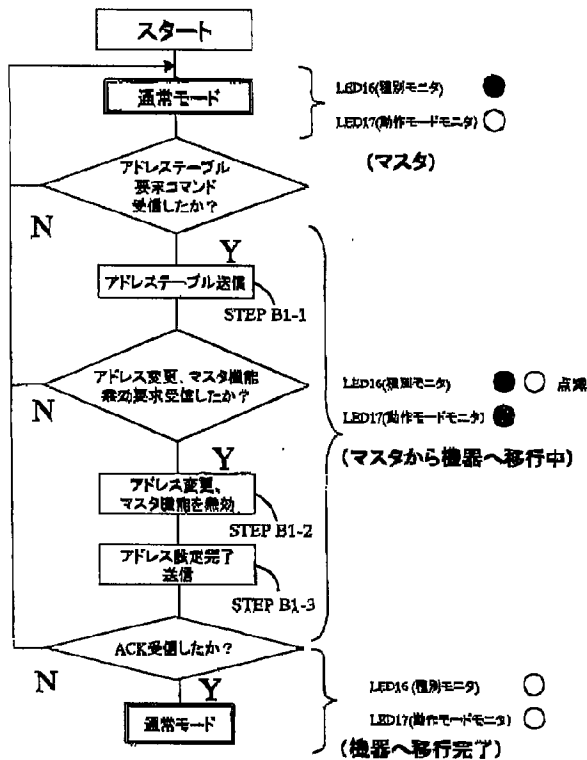 スタート
通常モード
LED16(種別モニタ)
LED17(動作モードモニタ)
(マスタ)
アドレステーブル
要求コマンド
受信したか?
N
Y
アドレステーブル送信
STEP B1-1
アドレス変更、マスタ機能
無効要求受信したか?
N
Y
LED16(種別モニタ)
点滅
LED17(動作モードモニタ)
(マスタから機器へ移行中)
アドレス変更、
マスタ機能を無効
STEP B1-2
アドレス設定完了
送信
STEP B1-3
ACK受信したか?
N
Y
通常モード
LED16(種別モニタ)
LED17(動作モードモニタ)
(機器へ移行完了)